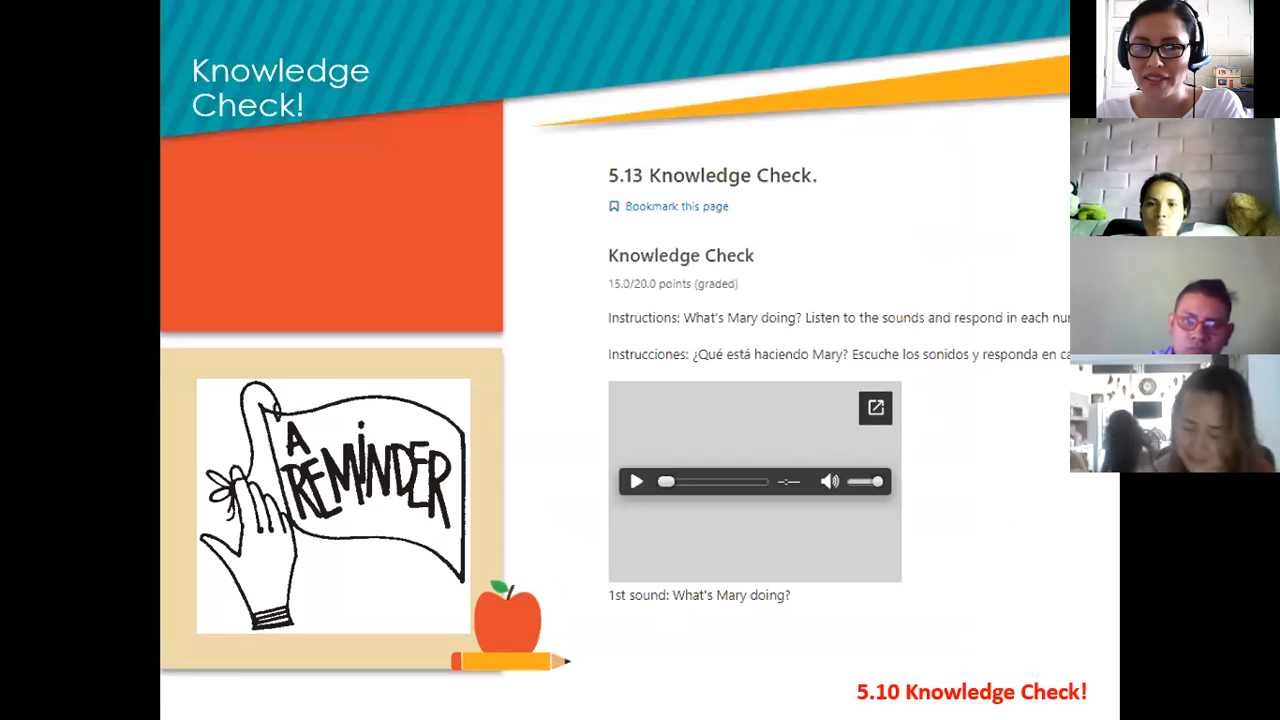 Knowledge
Check!
5.13 Knowledge Check.
Bookmark this page
Knowledge Check
15.0/20.0 points (graded)
Instructions: What's Mary doing? Listen to the sounds and respond in each
Instrucciones: ¿Qué está haciendo Mary? Escuche los sonidos y responda en
A
REMINDER
1st sound: What's Mary doing?
5.10 Knowledge Check!